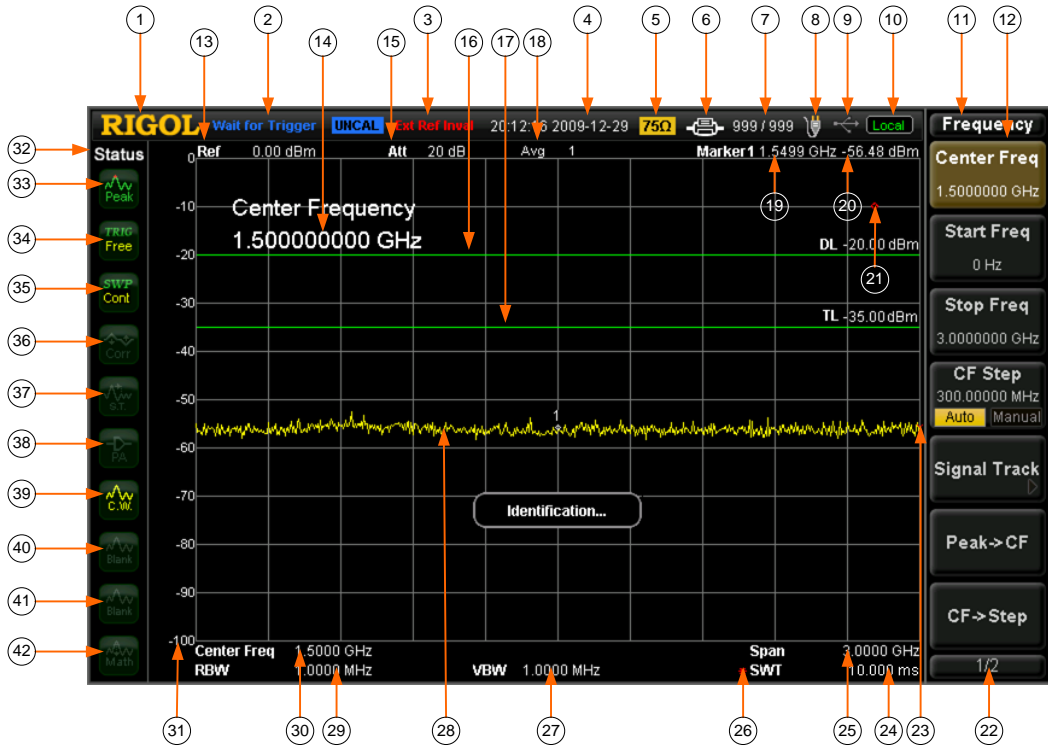 1 2 3 4 5 6 7 8 9 10 11 12
13 14 15 16 17 18
RIGOL Wait for Trigger UNCAL Ext Ref Inval 20:12:16 2009-12-29 75Ω 999 / 999 Local Frequency
32 Status Ref 0.00 dBm Att 20 dB Avg 1 Marker1 1.5499 GHz -56.48 dBm
0
33 Peak
-10 Center Frequency 19 20
1.500000000 GHz
34 TRIG Free
DL -20.00 dBm
-20
21
35 SWP Cont
-30
TL -35.00 dBm
36 Corr
-40
37 S.T.
-50
1
38 PA
-60
39 C.W.
-70
Identification...
40 Blank
-80
41 Blank
-90
42 Math
-100
Center Freq 1.5000 GHz Span 3.0000 GHz
RBW 1.0000 MHz VBW 1.0000 MHz SWT 10.000 ms
Center Freq
1.5000000 GHz
Start Freq
0 Hz
Stop Freq
3.0000000 GHz
CF Step
300.00000 MHz
Auto Manual
Signal Track
Peak->CF
CF->Step
1/2
31 30 29 28 27 26 25 24 23 22